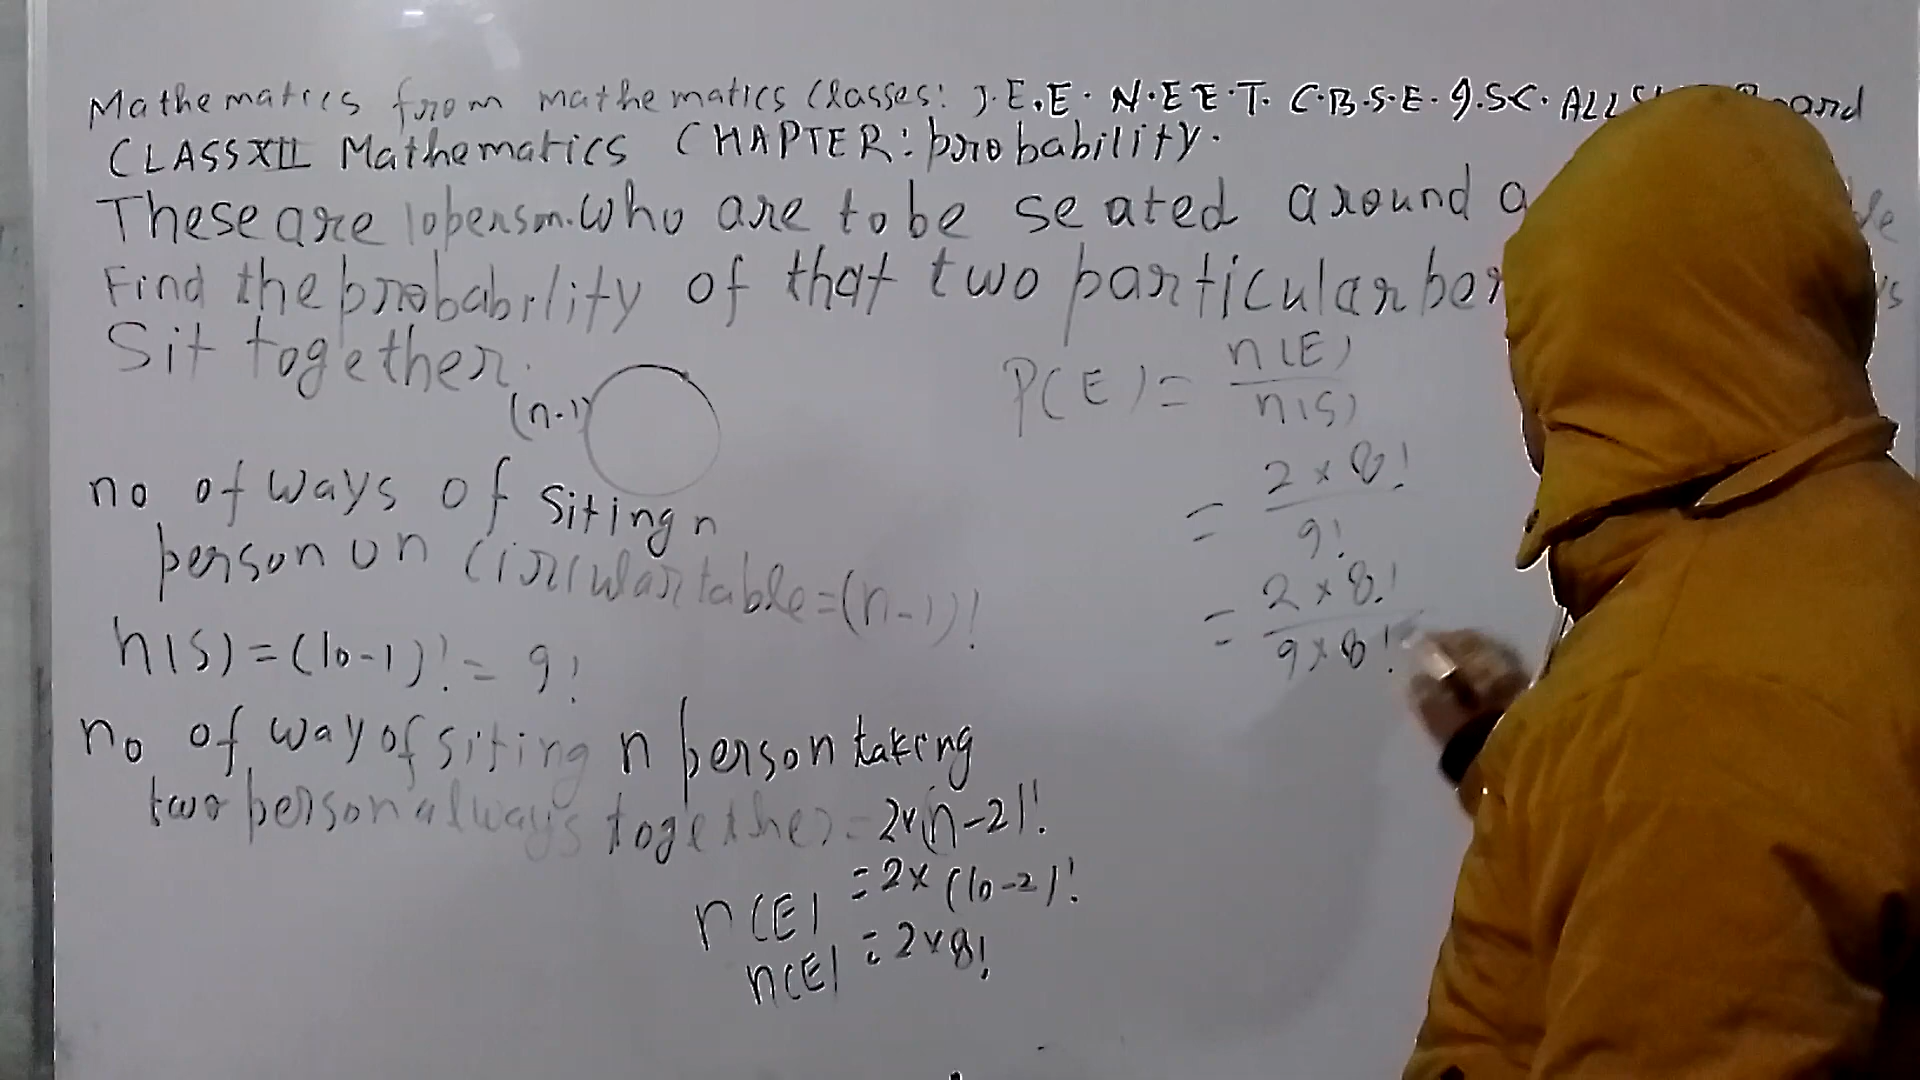 Mathematics from mathematics Classes: J.E.E. N.E.E.T. C.B.S.E. I.SC. ALL
CLASS XII Mathematics CHAPTER: probability.
These are 10 person. Who are to be seated around a
Find the probability of that two particular per
Sit together.
(n-1)
no of ways of Siting n
person on Circular table = (n-1)!
n(S) = (10-1)! = 9!
no of way of siting n person taking
two person always together = 2×(n-2)!
n(E) = 2×(10-2)!
n(E) = 2×8!
P(E) = n(E)/n(S)
= 2×8!/9!
= 2×8!/9×8!